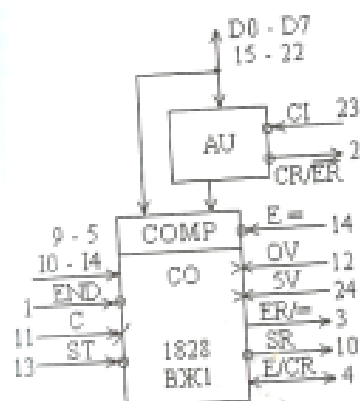 D0 - D7
15 - 22
CI 23
AU
2
CR/ER
E = 14
9 - 5
COMP
10 - 14
CO
OV
12
5V
24
END
1
ER/=
3
C
11
SR
10
ST
13
1828
ВЖ1
E/CR
4